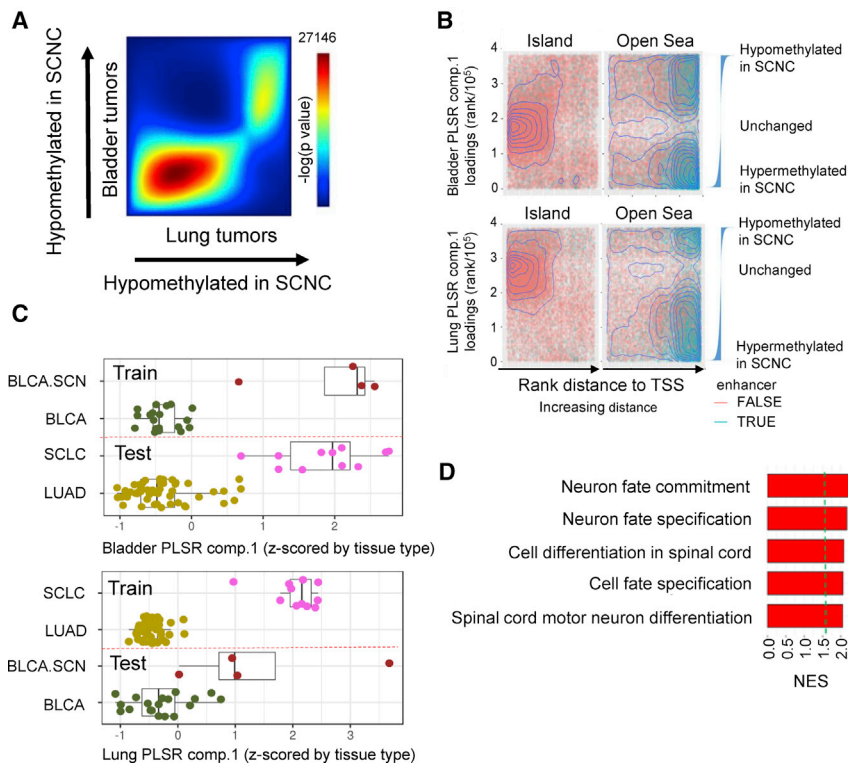 A
Hypomethylated in SCNC
Bladder tumors
27146
-log(p value)
Lung tumors
Hypomethylated in SCNC
B
Island
Open Sea
Bladder PLSR comp.1
loadings (rank/10⁵)
4
3
2
1
0
Hypomethylated
in SCNC
Unchanged
Hypermethylated
in SCNC
Island
Open Sea
Lung PLSR comp.1
loadings (rank/10⁵)
4
3
2
1
0
Hypomethylated
in SCNC
Unchanged
Hypermethylated
in SCNC
Rank distance to TSS
Increasing distance
enhancer
FALSE
TRUE
C
Train
BLCA.SCN
BLCA
Test
SCLC
LUAD
-1 0 1 2
Bladder PLSR comp.1 (z-scored by tissue type)
Train
SCLC
LUAD
Test
BLCA.SCN
BLCA
-1 0 1 2 3
Lung PLSR comp.1 (z-scored by tissue type)
D
Neuron fate commitment
Neuron fate specification
Cell differentiation in spinal cord
Cell fate specification
Spinal cord motor neuron differentiation
0.0 0.5 1.0 1.5 2.0
NES